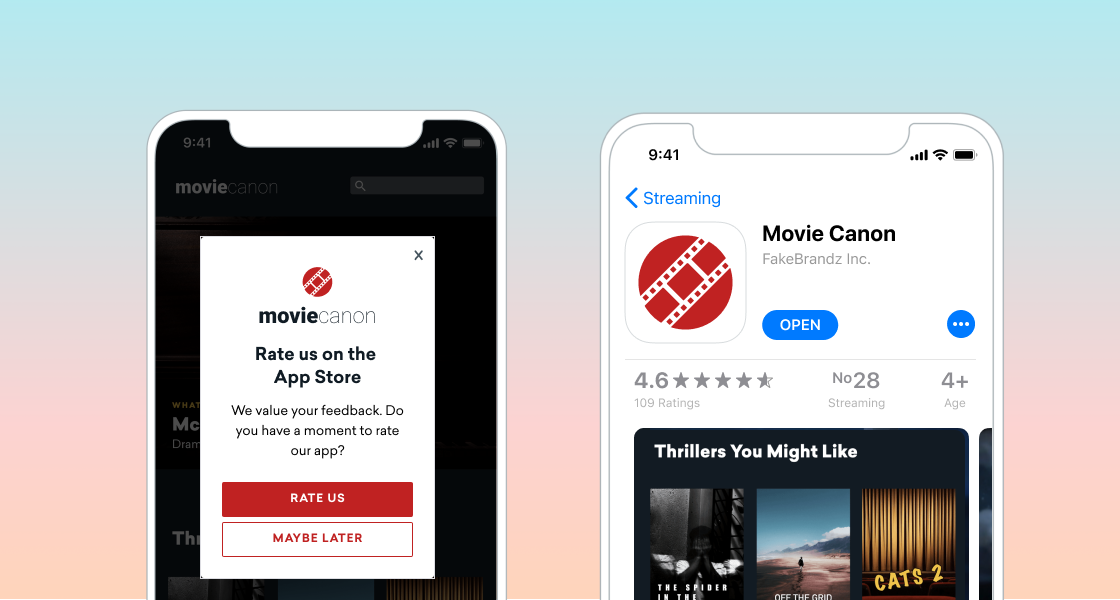 9:41
moviecanon
X
moviecanon
Rate us on the
App Store
We value your feedback. Do
you have a moment to rate
our app?
RATE US
MAYBE LATER
WHAT
Mc
Dram
Thr
9:41
Streaming
Movie Canon
FakeBrandz Inc.
OPEN
4.6
109 Ratings
No28
Streaming
4+
Age
Thrillers You Might Like
THE SPIDER
IN THE
OFF THE GRID
CATS 2